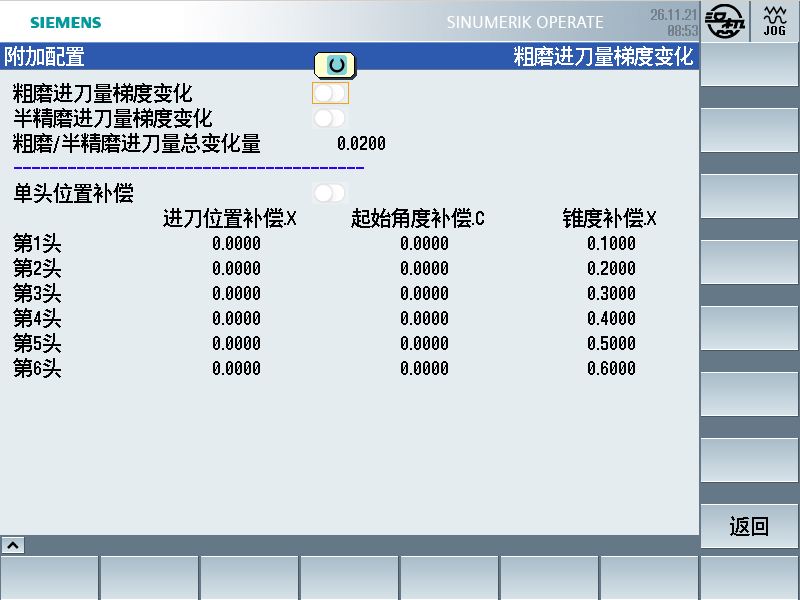 SIEMENS
SINUMERIK OPERATE
26.11.21
08:53
JOG
附加配置
粗磨进刀量梯度变化
粗磨进刀量梯度变化
半精磨进刀量梯度变化
粗磨/半精磨进刀量总变化量 0.0200
---------------------------------------
单头位置补偿
进刀位置补偿.X 起始角度补偿.C 锥度补偿.X
第1头 0.0000 0.0000 0.1000
第2头 0.0000 0.0000 0.2000
第3头 0.0000 0.0000 0.3000
第4头 0.0000 0.0000 0.4000
第5头 0.0000 0.0000 0.5000
第6头 0.0000 0.0000 0.6000
返回